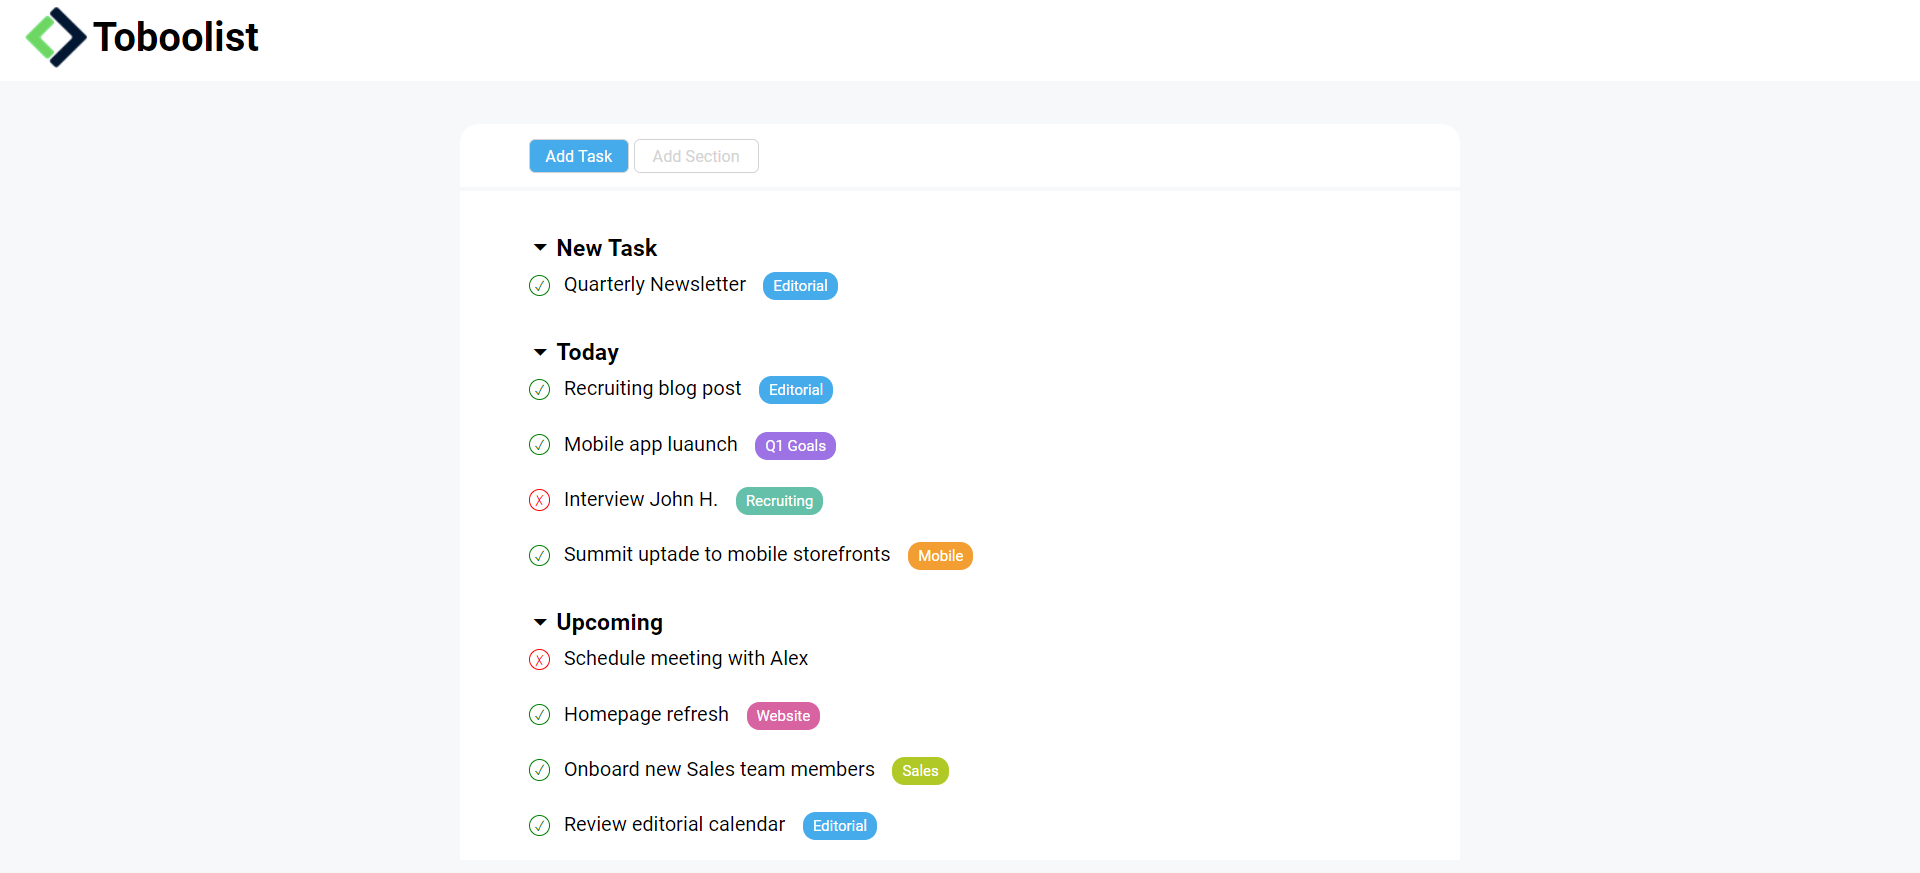 Toboolist
Add Task Add Section
New Task
Quarterly Newsletter Editorial
Today
Recruiting blog post Editorial
Mobile app luaunch Q1 Goals
Interview John H. Recruiting
Summit uptade to mobile storefronts Mobile
Upcoming
Schedule meeting with Alex
Homepage refresh Website
Onboard new Sales team members Sales
Review editorial calendar Editorial